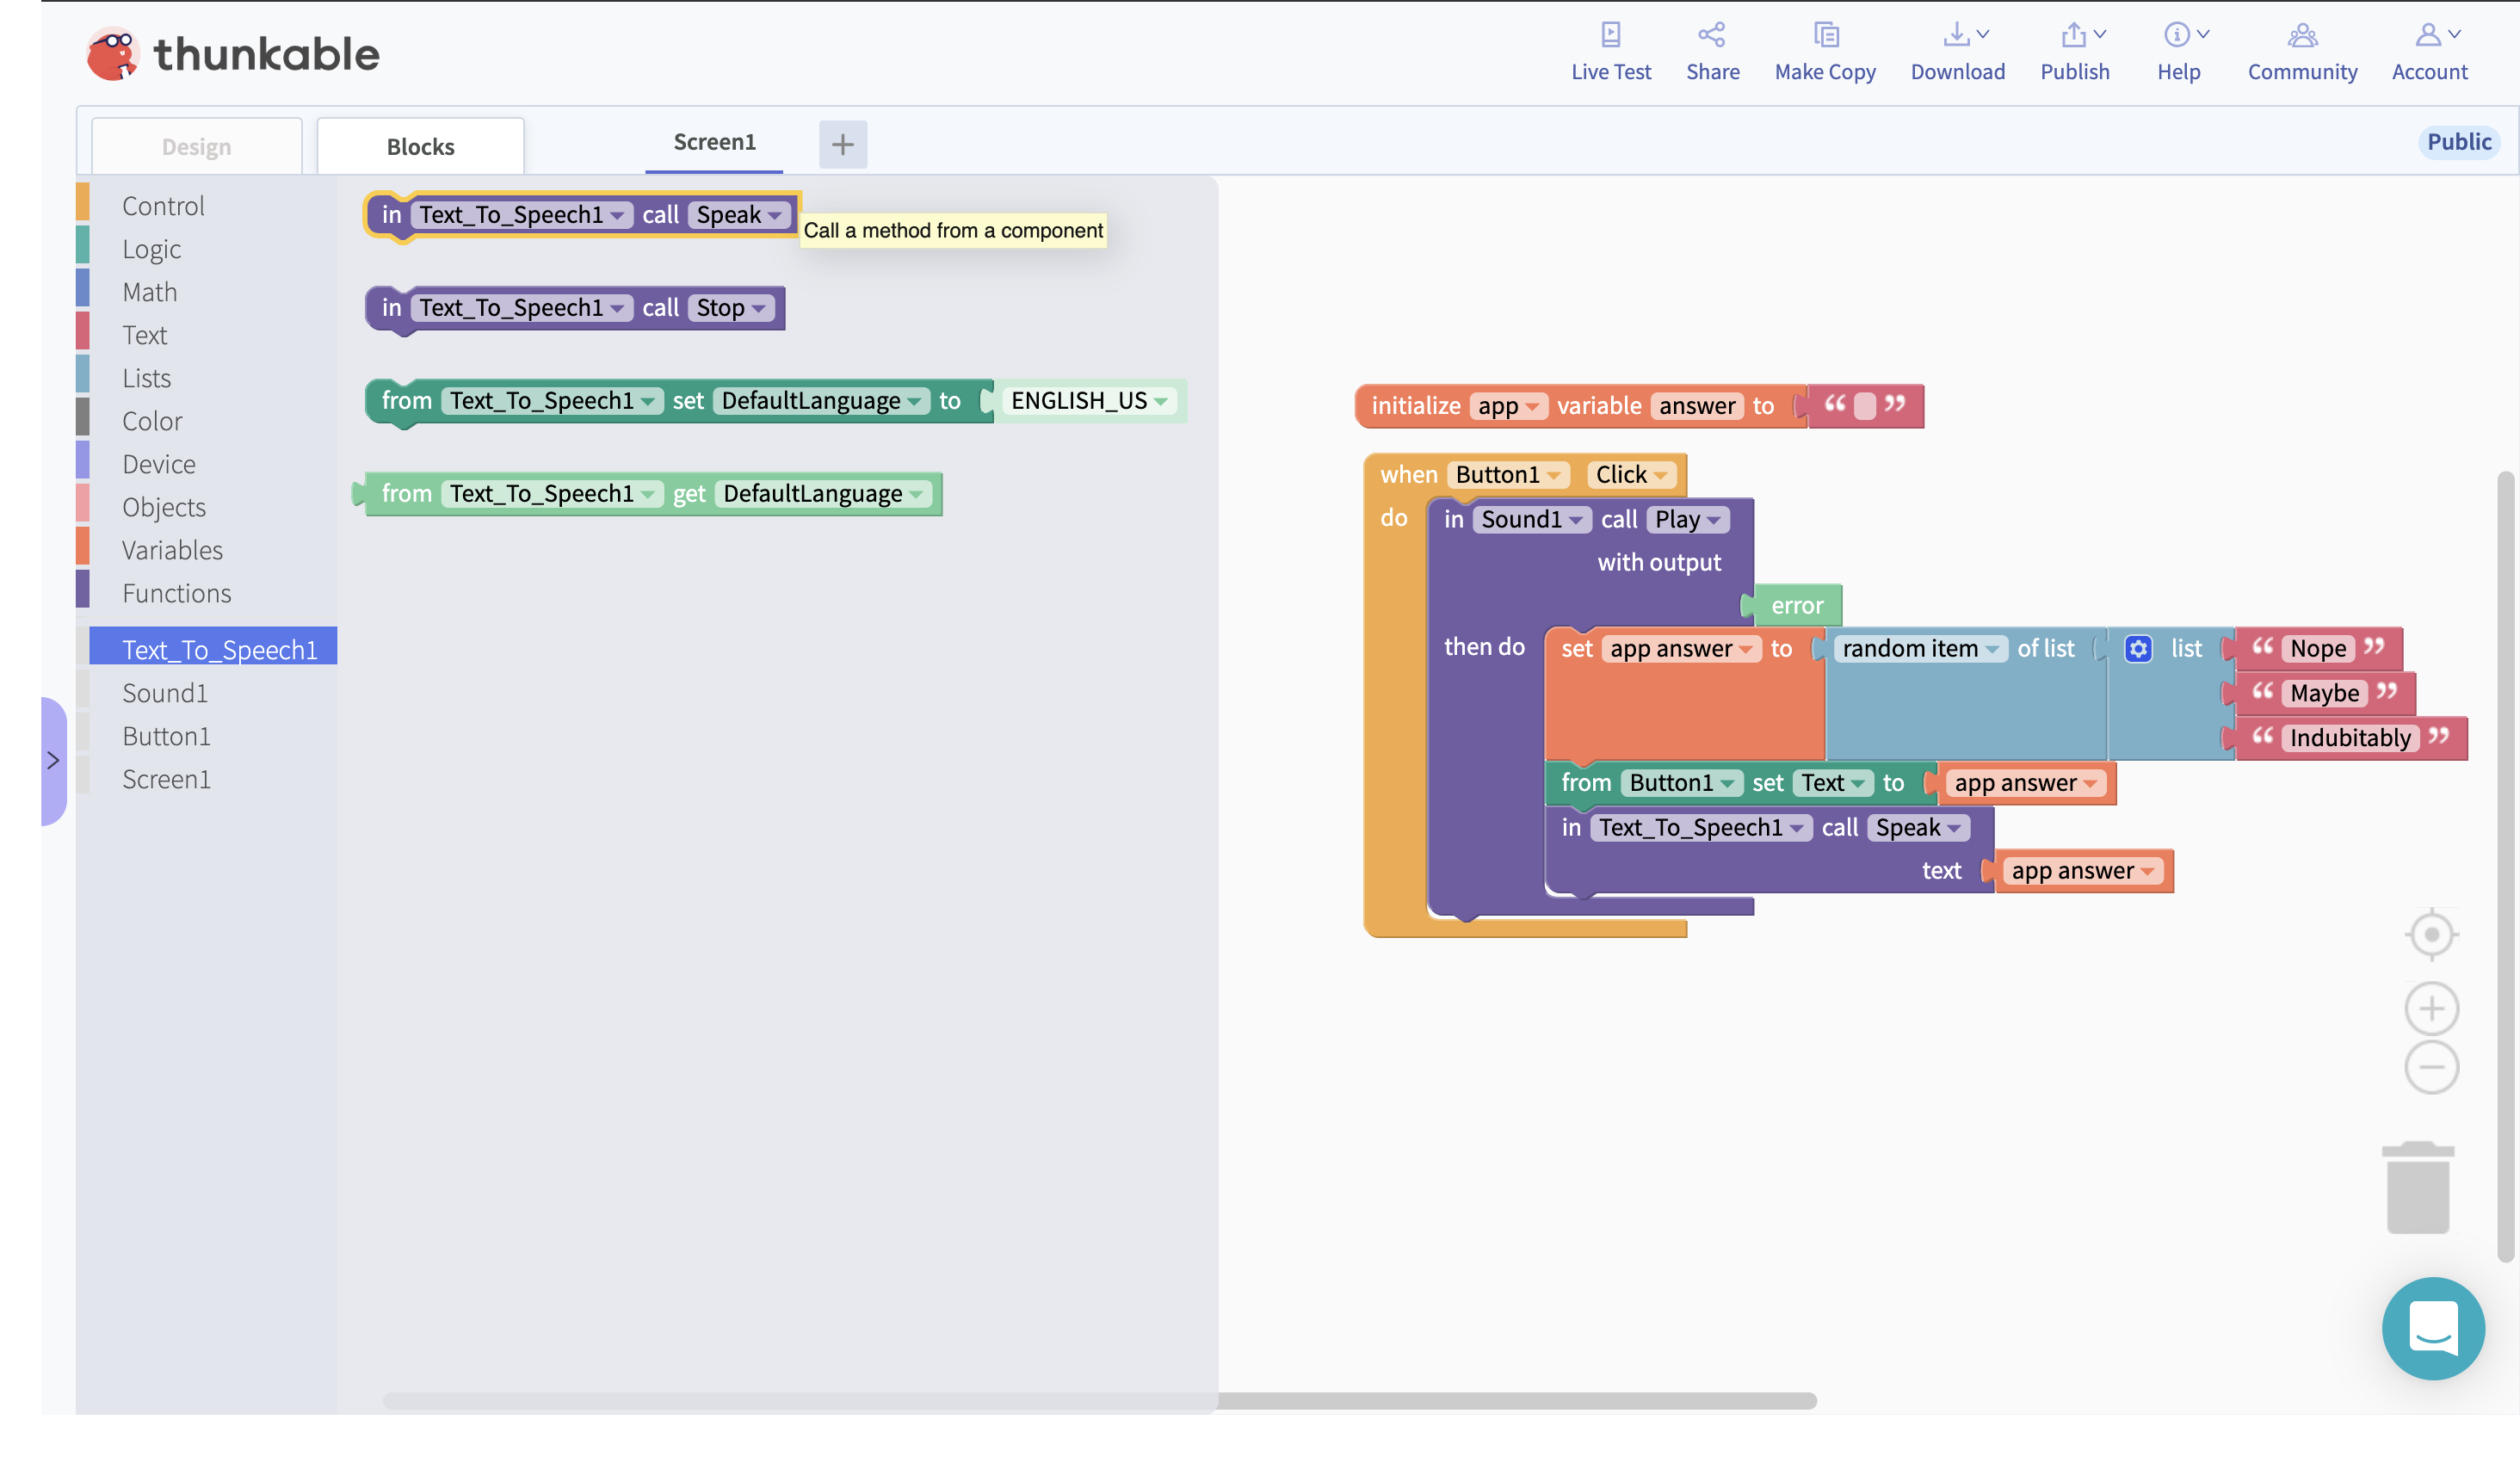 thunkable
Live Test
Share
Make Copy
Download
Publish
Help
Community
Account
Design
Blocks
Screen1
+
Public
Control
Logic
Math
Text
Lists
Color
Device
Objects
Variables
Functions
Text_To_Speech1
Sound1
Button1
Screen1
in Text_To_Speech1 call Speak
Call a method from a component
in Text_To_Speech1 call Stop
from Text_To_Speech1 set DefaultLanguage to ENGLISH_US
from Text_To_Speech1 get DefaultLanguage
initialize app variable answer to “ ”
when Button1 Click
do in Sound1 call Play
with output
error
then do set app answer to random item of list list “ Nope ”
“ Maybe ”
“ Indubitably ”
from Button1 set Text to app answer
in Text_To_Speech1 call Speak
text app answer